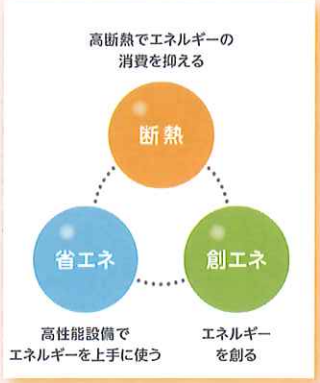 高断熱でエネルギーの
消費を抑える
断熱
省エネ
創エネ
高性能設備で
エネルギーを上手に使う
エネルギー
を創る